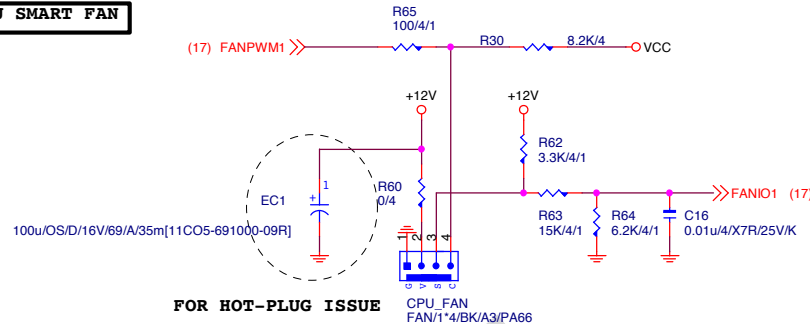 SMART FAN
R65
100/4/1
(17) FANPWM1
R30
8.2K/4
VCC
+12V
+12V
R62
3.3K/4/1
EC1
1
+
R60
0/4
FANIO1 (17)
R63
15K/4/1
R64
6.2K/4/1
C16
0.01u/4/X7R/25V/K
100u/OS/D/16V/69/A/35m[11CO5-691000-09R]
1 2 3 4
G V S C
FOR HOT-PLUG ISSUE
CPU_FAN
FAN/1*4/BK/A3/PA66